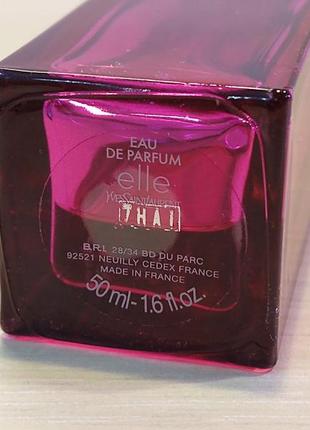 EAU
DE PARFUM
elle
YVESSAINTLAURENT
7HA1
B.R.I. 28/34 BD DU PARC
92521 NEUILLY CEDEX FRANCE
MADE IN FRANCE
50 ml-1.6 fl.oz.